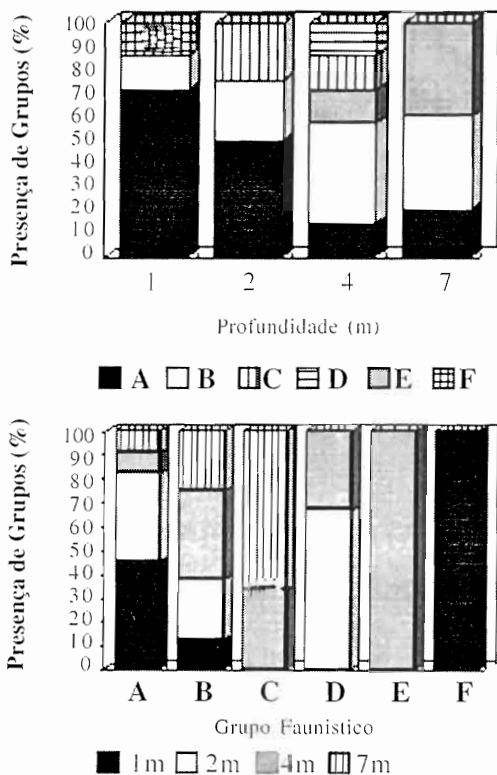 Presença de Grupos (%)
100
90
80
70
60
50
40
30
20
10
0
1 2 4 7
Profundidade (m)
A B C D E F
Presença de Grupos (%)
100
90
80
70
60
50
40
30
20
10
0
A B C D E F
Grupo Faunístico
1m 2m 4m 7m